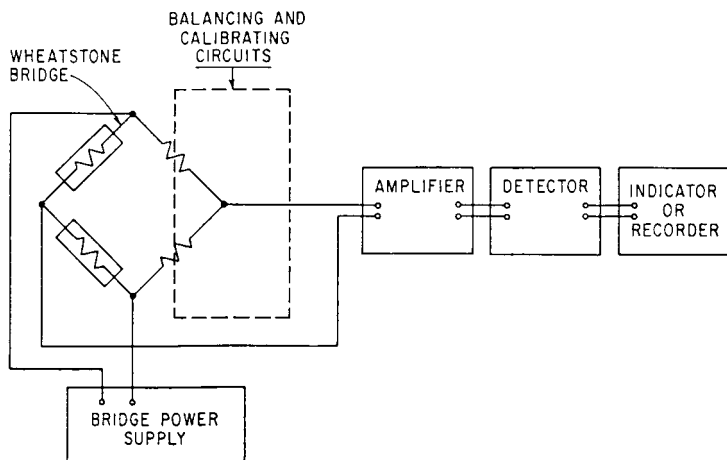 BALANCING AND
CALIBRATING
CIRCUITS
WHEATSTONE
BRIDGE
AMPLIFIER
DETECTOR
INDICATOR
OR
RECORDER
BRIDGE POWER
SUPPLY